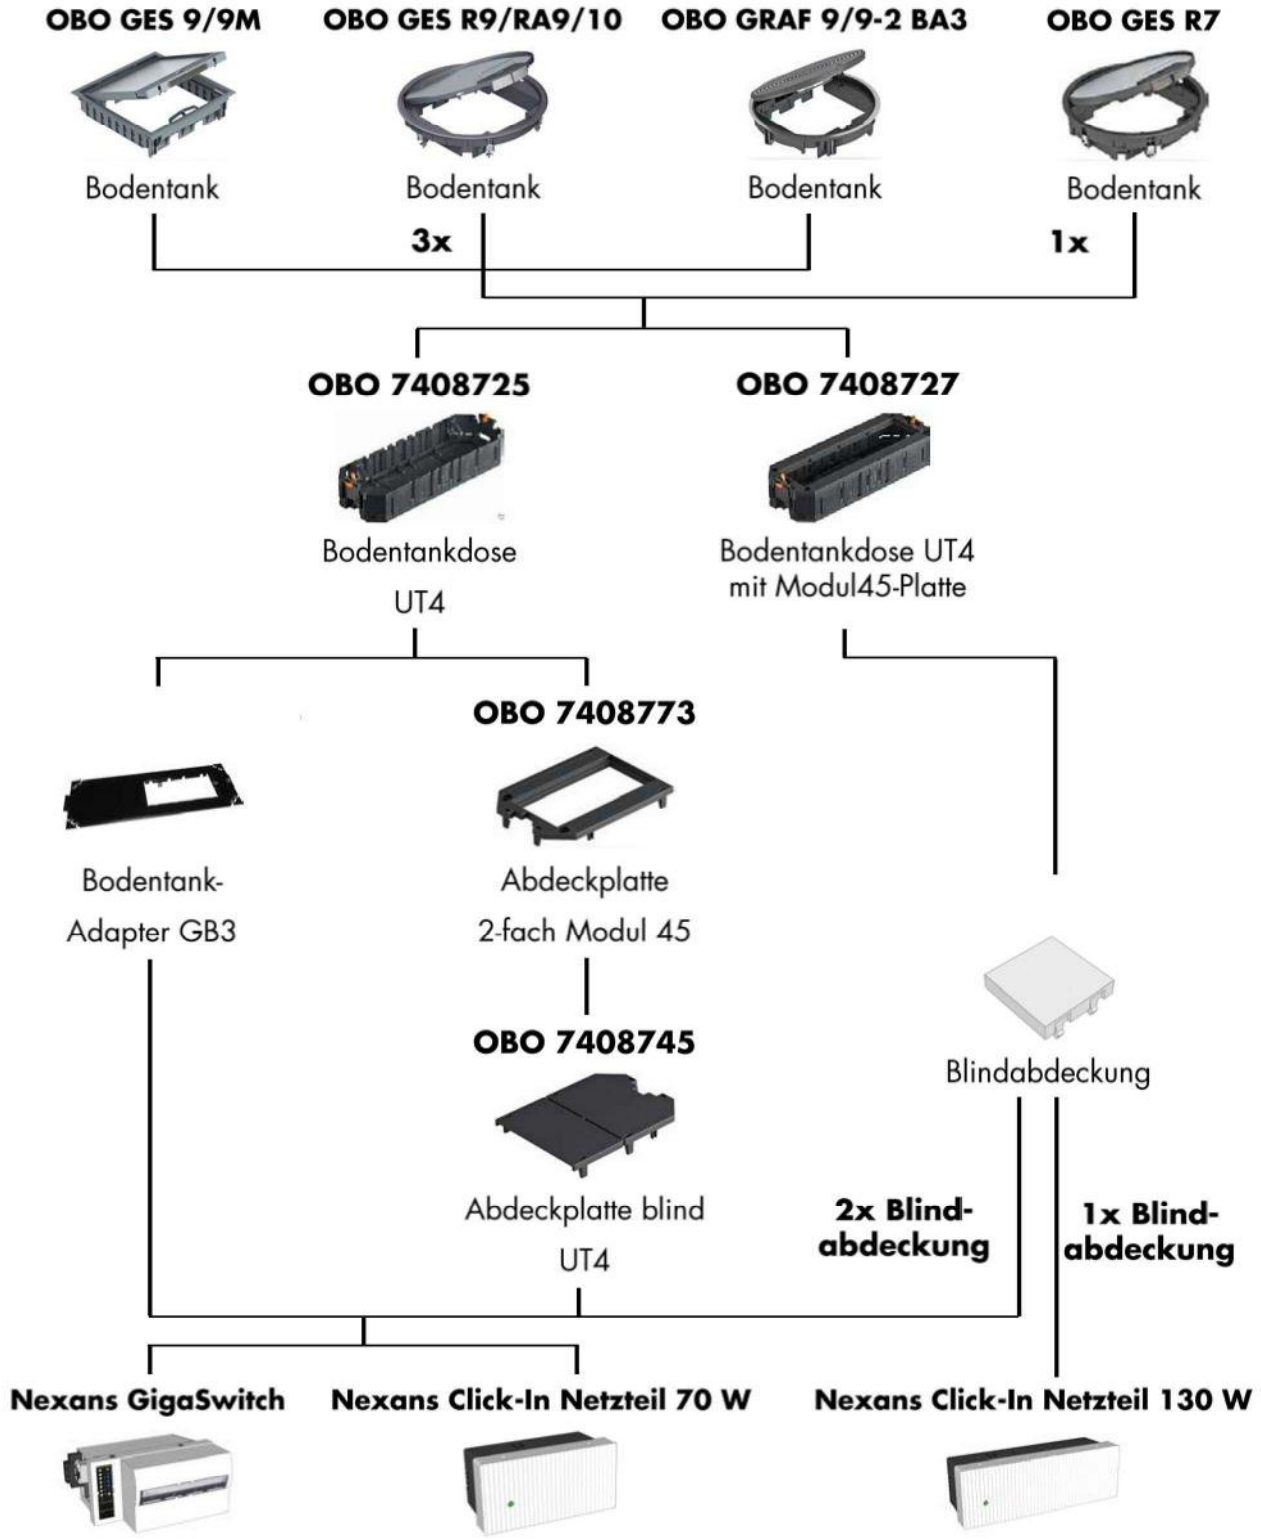 OBO GES 9/9M
OBO GES R9/RA9/10
OBO GRAF 9/9-2 BA3
OBO GES R7
Bodentank
Bodentank
Bodentank
Bodentank
3x
1x
OBO 7408725
OBO 7408727
Bodentankdose
UT4
Bodentankdose UT4
mit Modul45-Platte
OBO 7408773
Bodentank-
Adapter GB3
Abdeckplatte
2-fach Modul 45
OBO 7408745
Blindabdeckung
Abdeckplatte blind
UT4
2x Blind-
abdeckung
1x Blind-
abdeckung
Nexans GigaSwitch
Nexans Click-In Netzteil 70 W
Nexans Click-In Netzteil 130 W